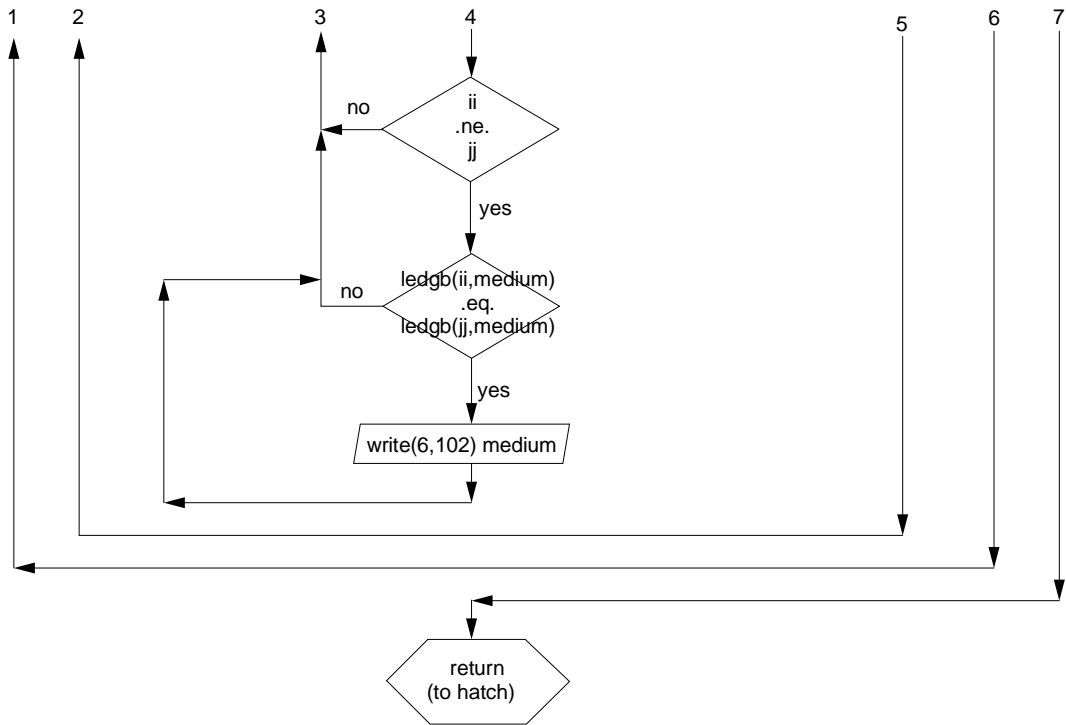 1 2 3 4 5 6 7
ii
.ne.
jj
no
yes
ledgb(ii,medium)
.eq.
ledgb(jj,medium)
no
yes
write(6,102) medium
return
(to hatch)